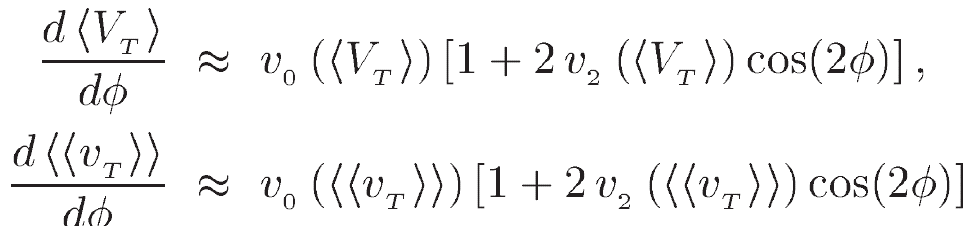 d⟨V_T⟩/dϕ ≈ v_0 (⟨V_T⟩) [1 + 2 v_2 (⟨V_T⟩) cos(2ϕ)] ,
d⟨⟨v_T⟩⟩/dϕ ≈ v_0 (⟨⟨v_T⟩⟩) [1 + 2 v_2 (⟨⟨v_T⟩⟩) cos(2ϕ)]